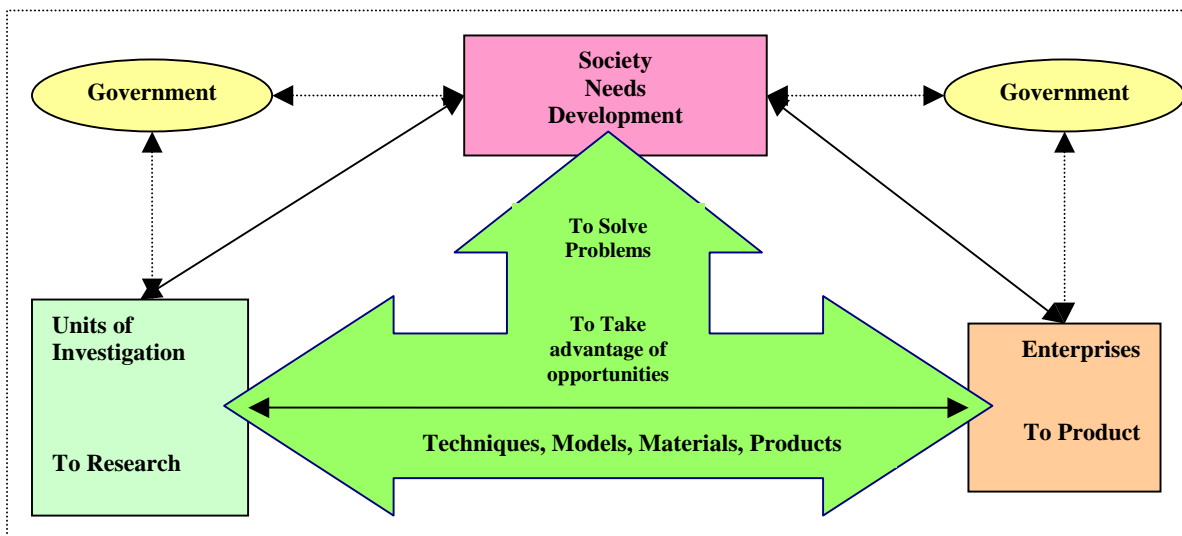 Society
Needs
Development
Government
Government
To Solve
Problems
To Take
advantage of
opportunities
Units of
Investigation
To Research
Enterprises
To Product
Techniques, Models, Materials, Products